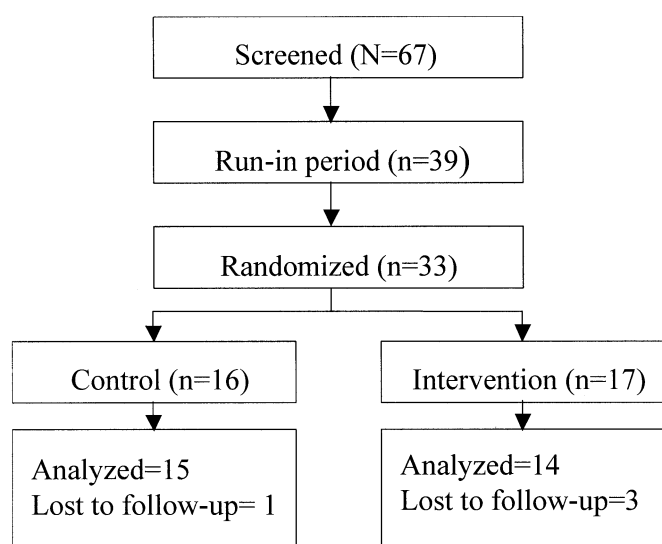 Screened (N=67)
Run-in period (n=39)
Randomized (n=33)
Control (n=16)
Intervention (n=17)
Analyzed=15
Lost to follow-up= 1
Analyzed=14
Lost to follow-up=3